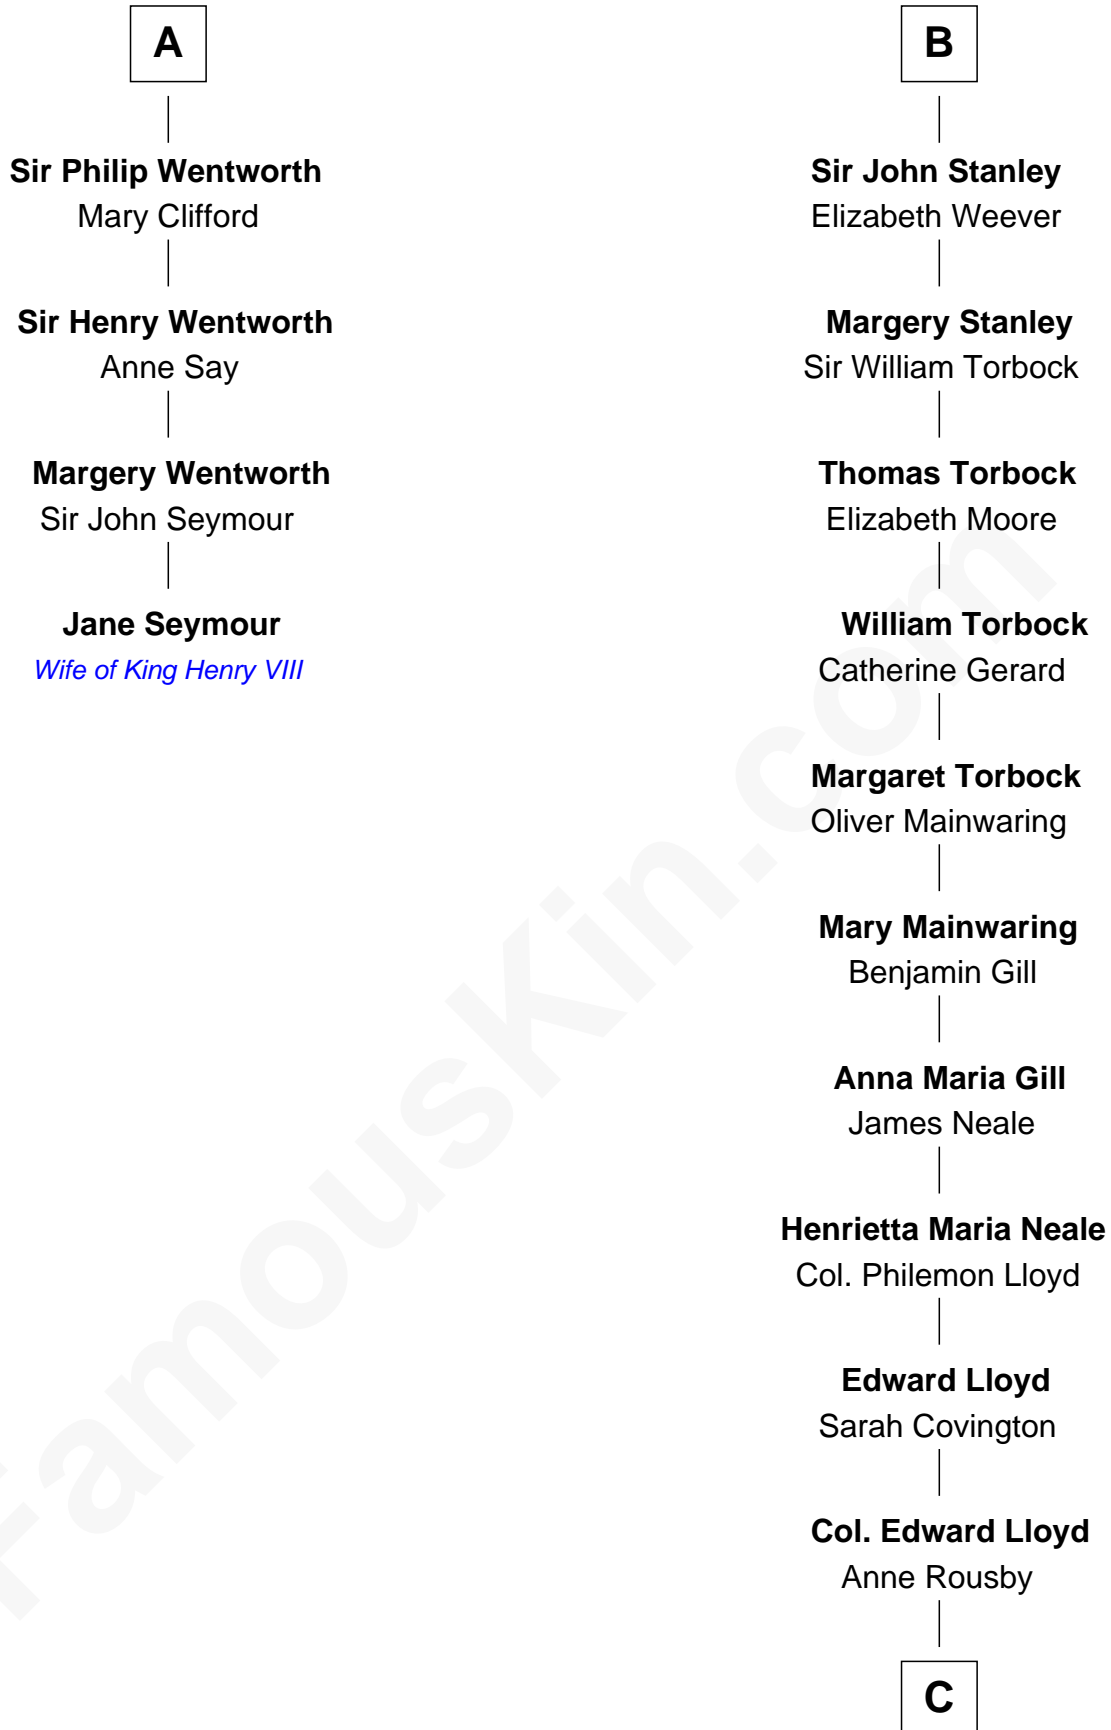 A
Sir Philip Wentworth
Mary Clifford
Sir Henry Wentworth
Anne Say
Margery Wentworth
Sir John Seymour
Jane Seymour
Wife of King Henry VIII
B
Sir John Stanley
Elizabeth Weever
Margery Stanley
Sir William Torbock
Thomas Torbock
Elizabeth Moore
William Torbock
Catherine Gerard
Margaret Torbock
Oliver Mainwaring
Mary Mainwaring
Benjamin Gill
Anna Maria Gill
James Neale
Henrietta Maria Neale
Col. Philemon Lloyd
Edward Lloyd
Sarah Covington
Col. Edward Lloyd
Anne Rousby
C
FamousKin.com